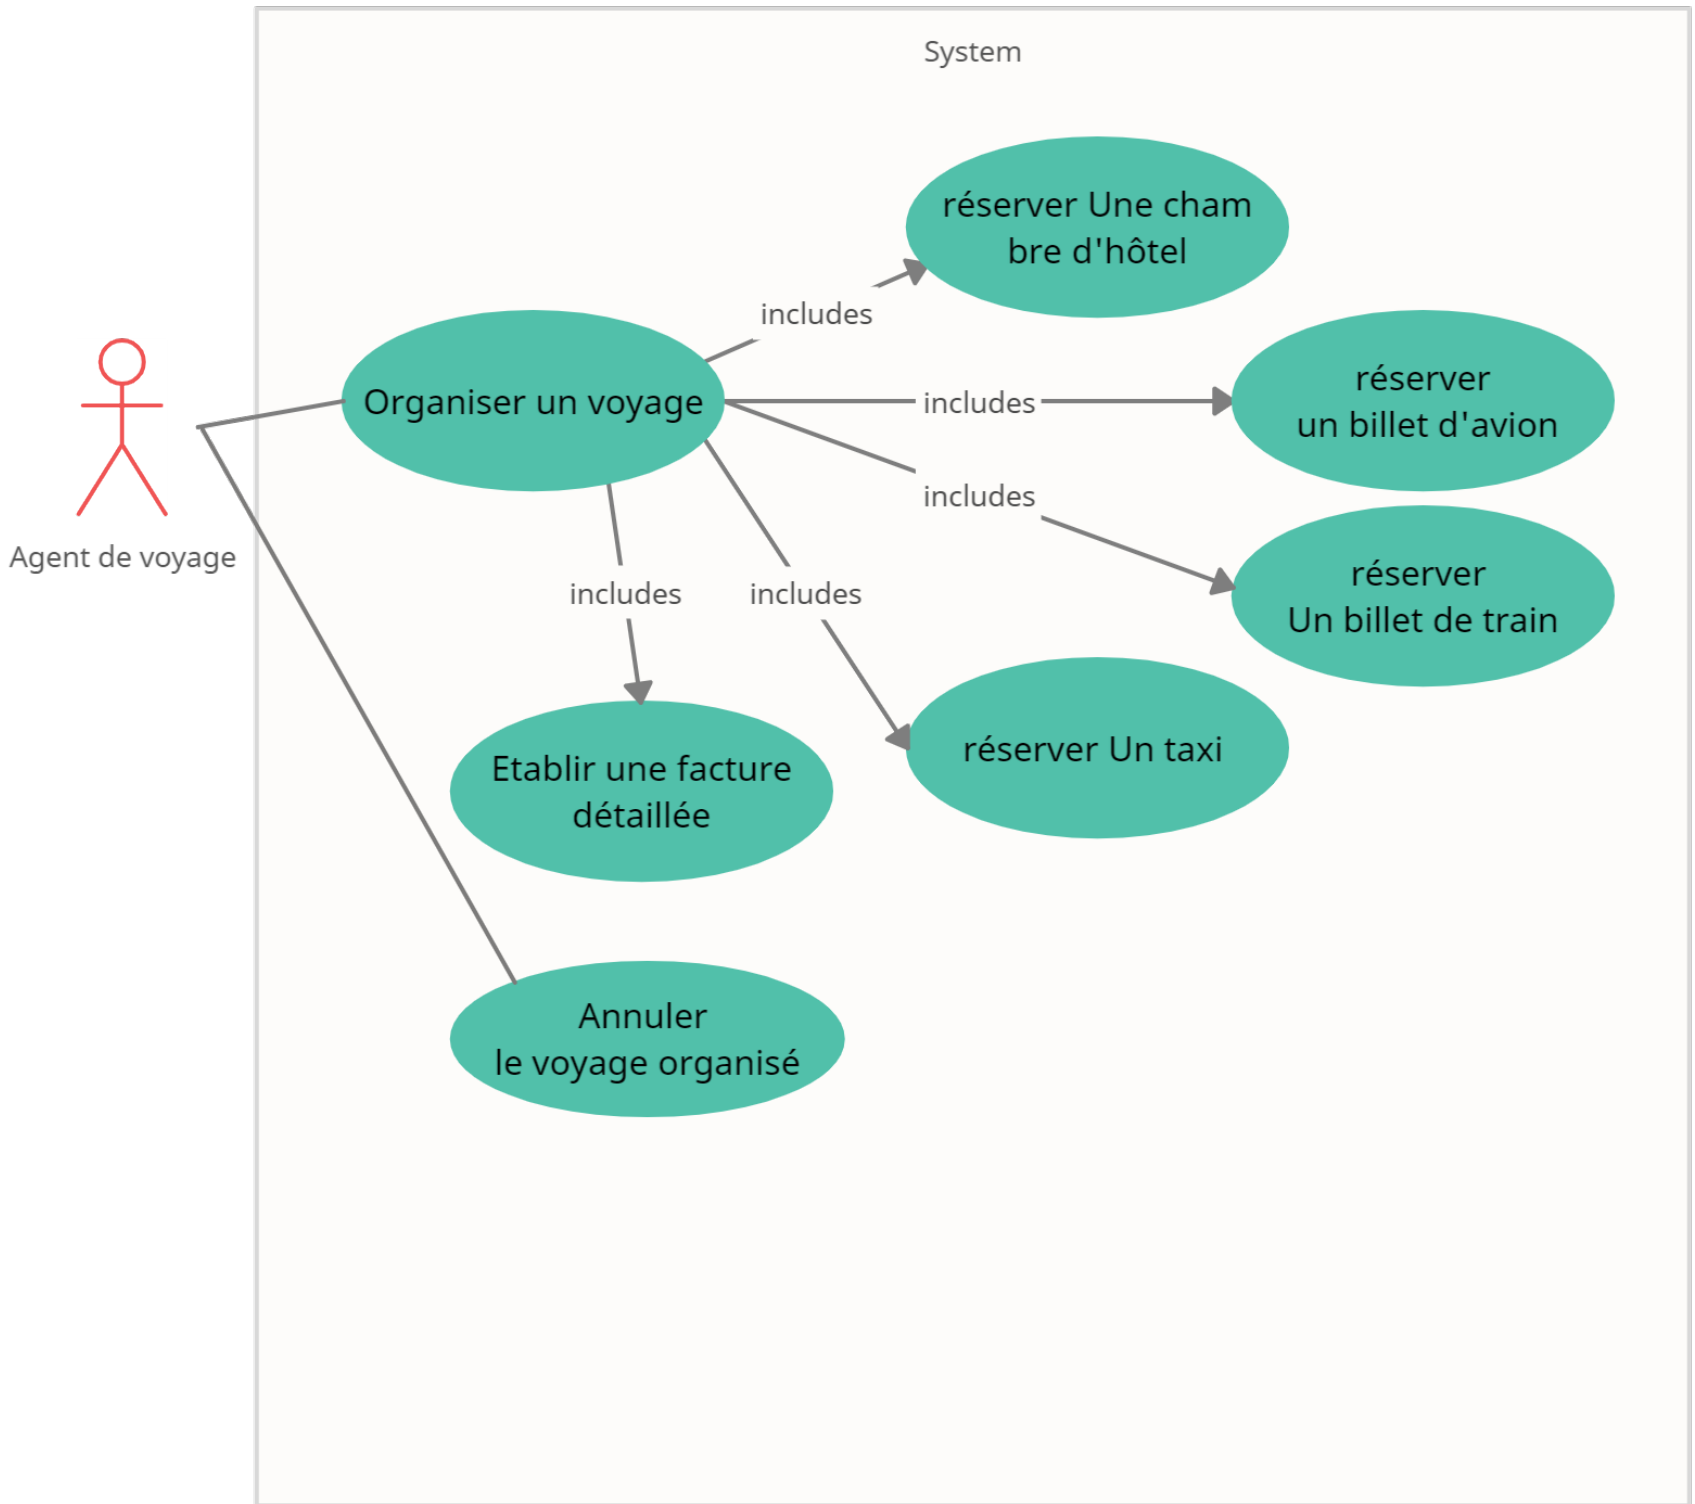 System
réserver Une cham
bre d'hôtel
includes
Organiser un voyage
includes
réserver
un billet d'avion
includes
réserver
Un billet de train
Agent de voyage
includes
includes
réserver Un taxi
Etablir une facture
détaillée
Annuler
le voyage organisé